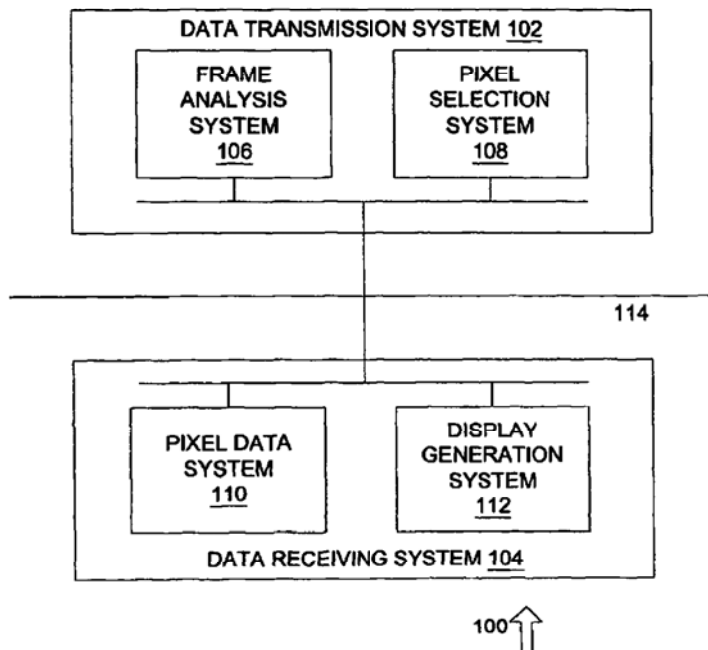 DATA TRANSMISSION SYSTEM 102
FRAME
ANALYSIS
SYSTEM
106
PIXEL
SELECTION
SYSTEM
108
114
PIXEL DATA
SYSTEM
110
DISPLAY
GENERATION
SYSTEM
112
DATA RECEIVING SYSTEM 104
100